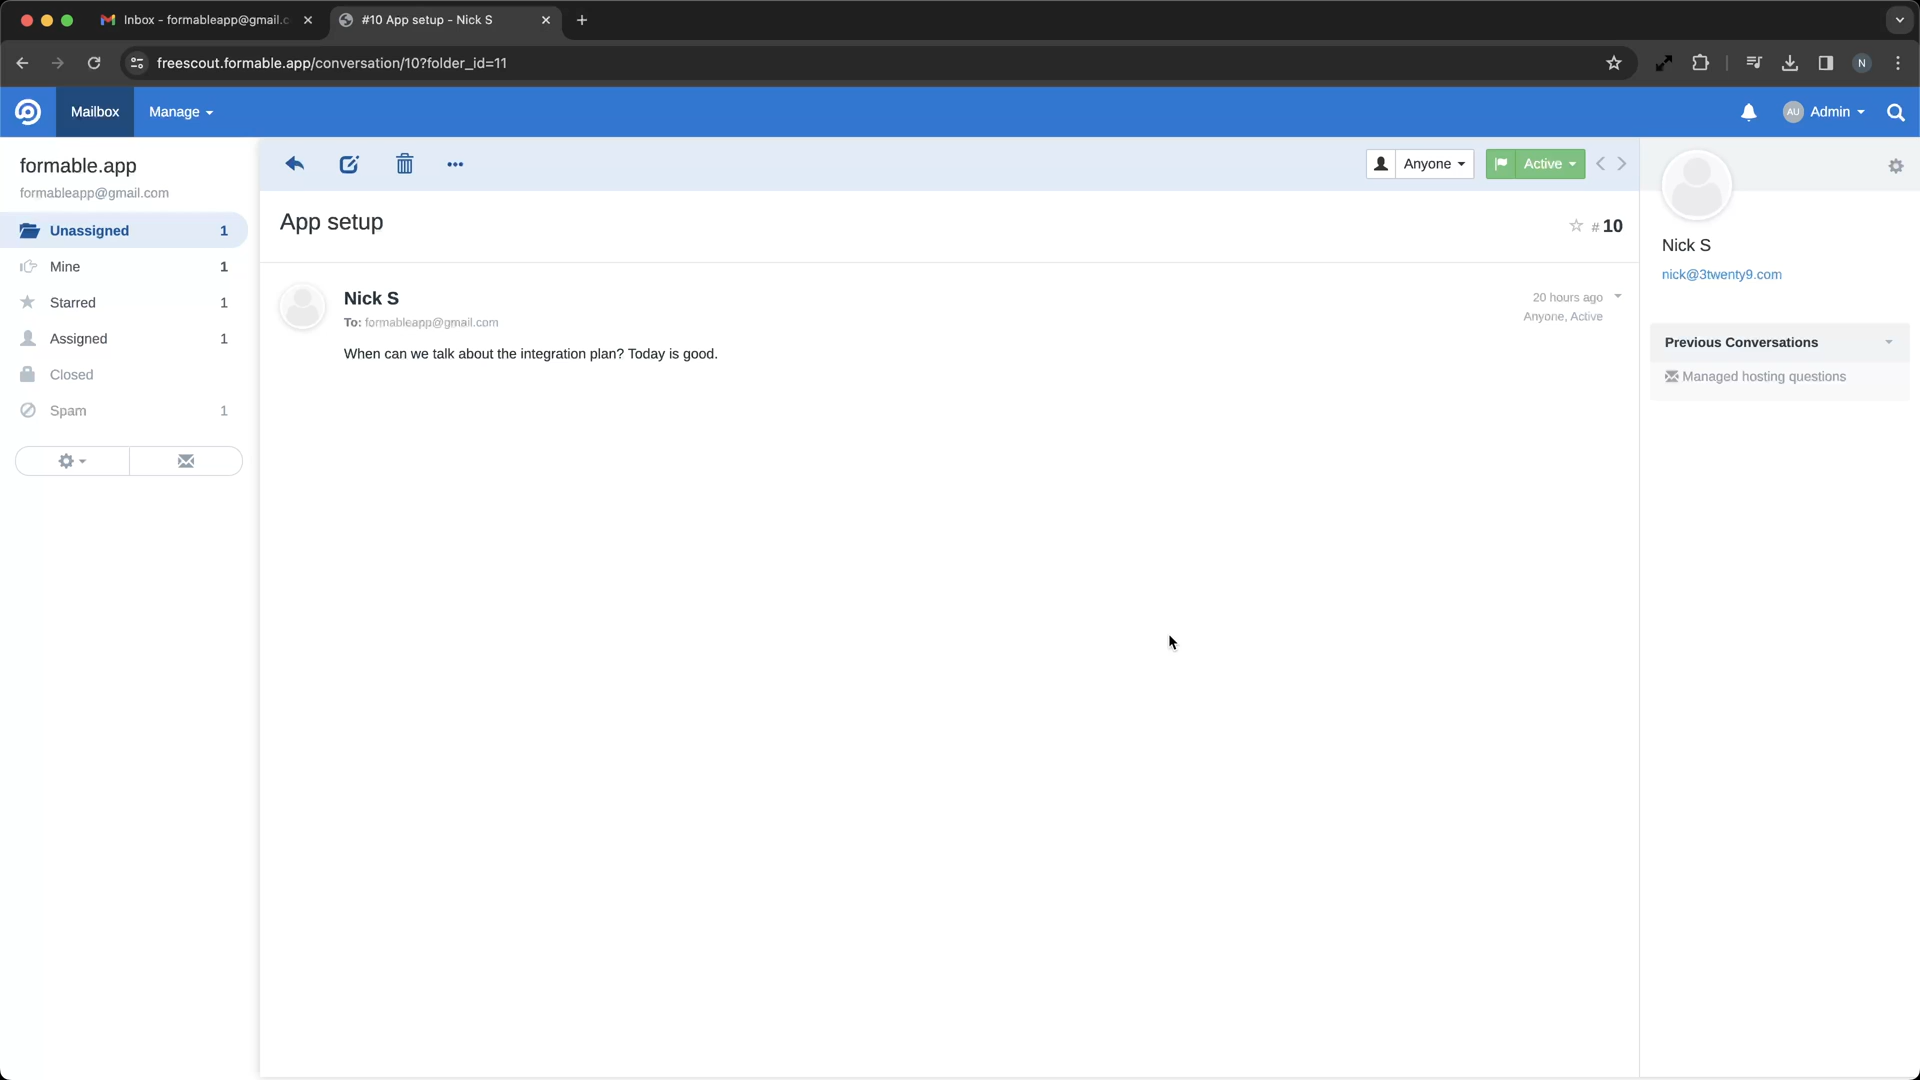 Inbox - formableapp@gmail.c
#10 App setup - Nick S
freescout.formable.app/conversation/10?folder_id=11
N
Mailbox
Manage
AU
Admin
formable.app
formableapp@gmail.com
Unassigned 1
Mine 1
Starred 1
Assigned 1
Closed
Spam 1
Anyone
Active
App setup
# 10
Nick S
To: formableapp@gmail.com
When can we talk about the integration plan? Today is good.
20 hours ago
Anyone, Active
Nick S
nick@3twenty9.com
Previous Conversations
Managed hosting questions